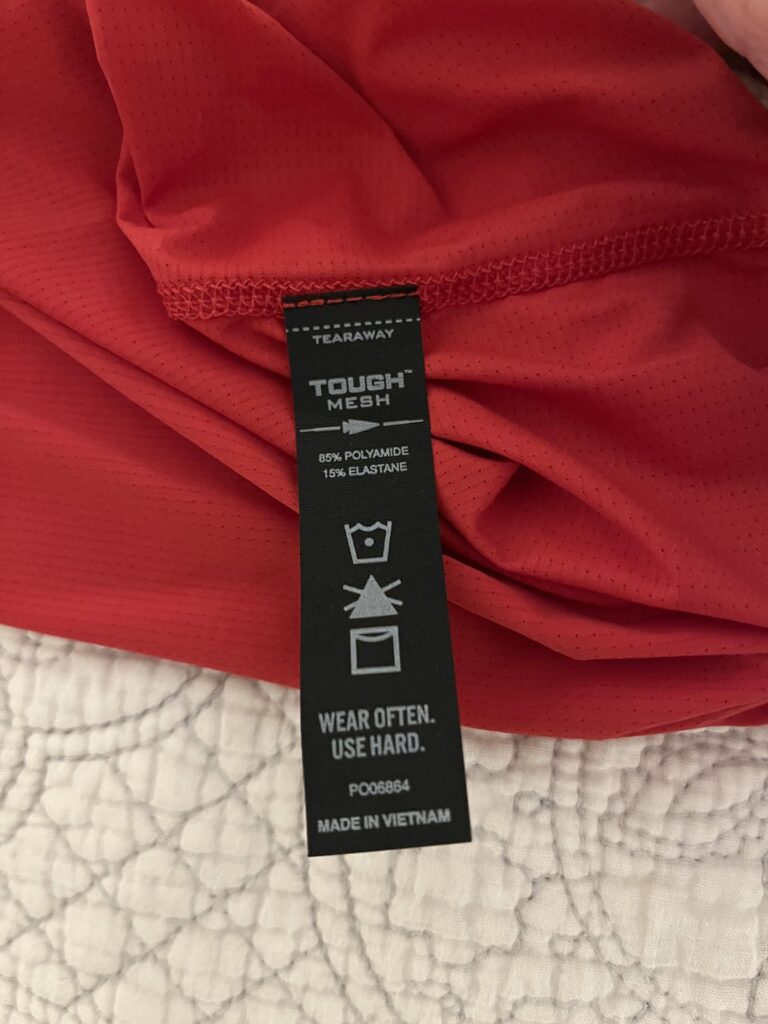 TEARAWAY
TOUGH™
MESH
85% POLYAMIDE
15% ELASTANE
WEAR OFTEN.
USE HARD.
PO06864
MADE IN VIETNAM